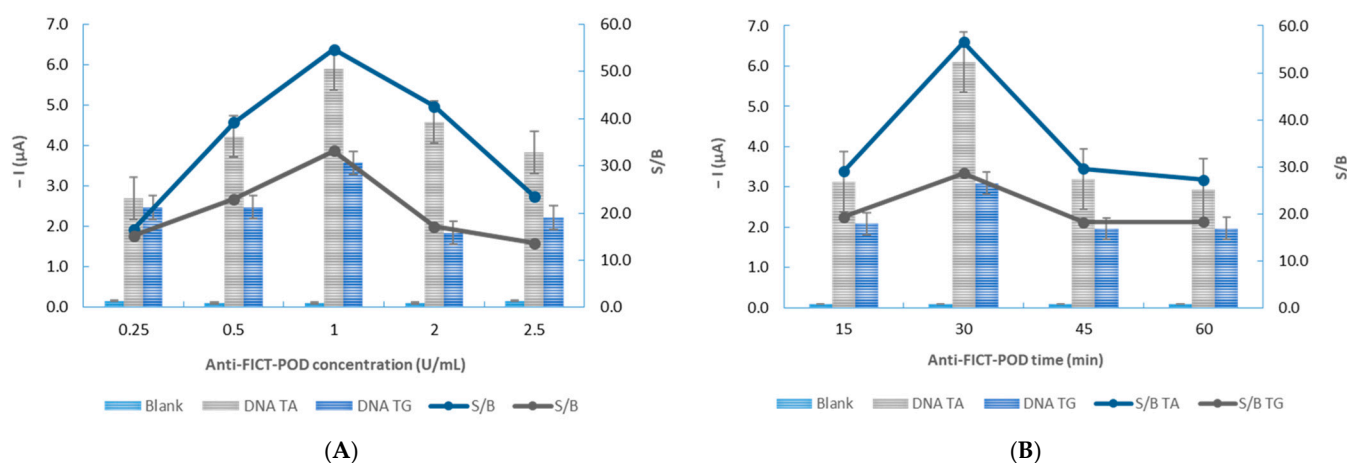 7.0
6.0
5.0
4.0
3.0
2.0
1.0
0.0
– I (µA)
60.0
50.0
40.0
30.0
20.0
10.0
0.0
S/B
0.25 0.5 1 2 2.5
Anti-FICT-POD concentration (U/mL)
Blank DNA TA DNA TG S/B S/B
(A)
7.0
6.0
5.0
4.0
3.0
2.0
1.0
0.0
– I (µA)
60.0
50.0
40.0
30.0
20.0
10.0
0.0
S/B
15 30 45 60
Anti-FICT-POD time (min)
Blank DNA TA DNA TG S/B TA S/B TG
(B)